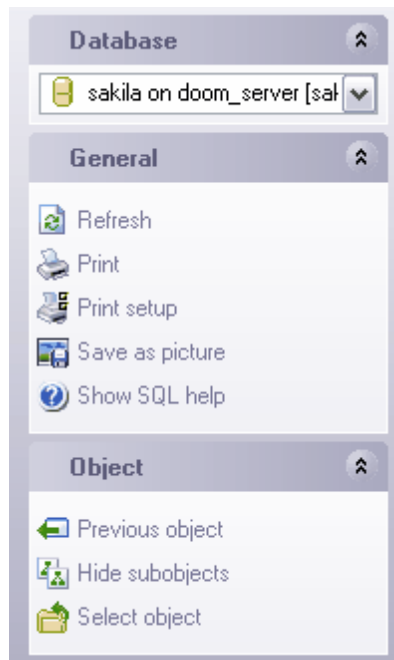 Database
sakila on doom_server [sak
General
Refresh
Print
Print setup
Save as picture
Show SQL help
Object
Previous object
Hide subobjects
Select object